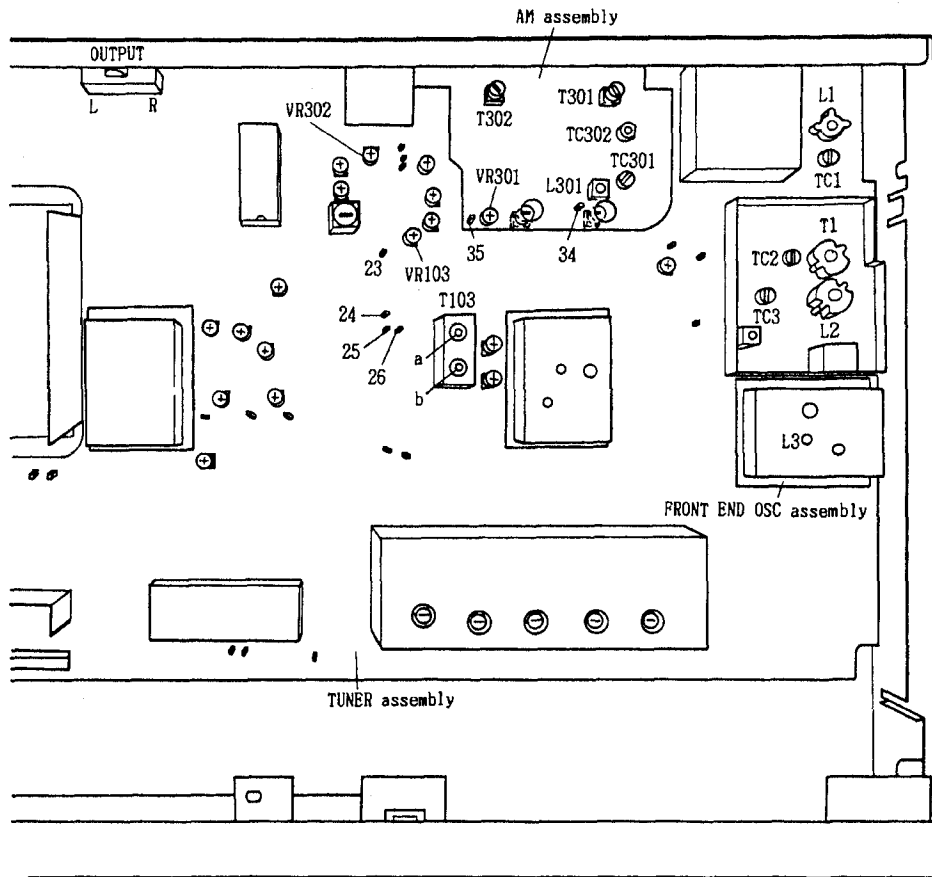 AM assembly
OUTPUT
L R
VR302
T302
T301
TC302
TC301
L1
TC1
VR301
L301
35
34
23
VR103
T1
TC2
TC3
L2
T103
24
25
26
a
b
L3
FRONT END OSC assembly
TUNER assembly